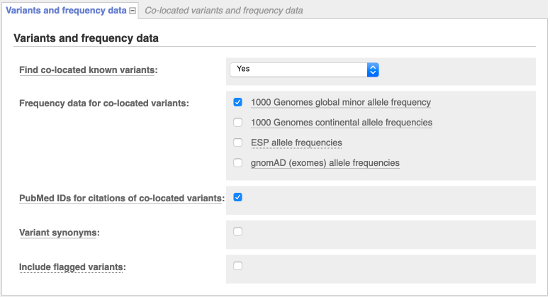 Variants and frequency data Co-located variants and frequency data
Variants and frequency data
Find co-located known variants: Yes
Frequency data for co-located variants: 1000 Genomes global minor allele frequency
1000 Genomes continental allele frequencies
ESP allele frequencies
gnomAD (exomes) allele frequencies
PubMed IDs for citations of co-located variants:
Variant synonyms:
Include flagged variants: